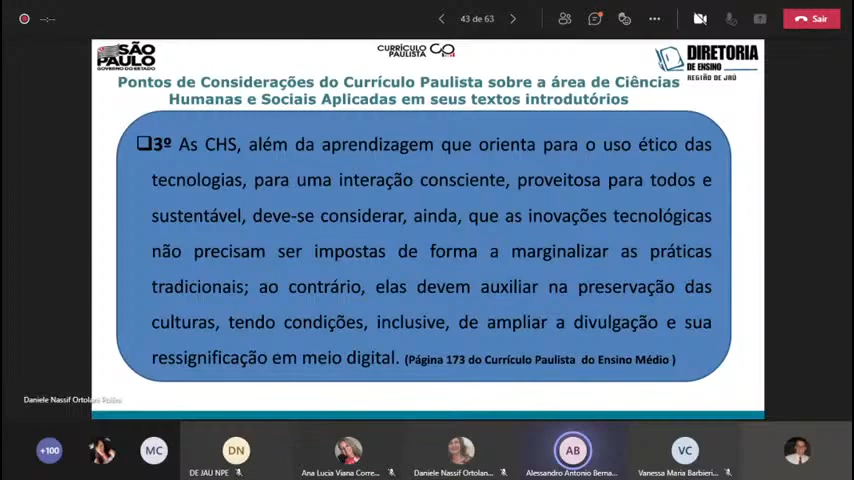 --:--
43 de 63
Sair
SÃO PAULO
GOVERNO DO ESTADO
CURRÍCULO
PAULISTA
DIRETORIA
DE ENSINO
REGIÃO DE JAÚ
Pontos de Considerações do Currículo Paulista sobre a área de Ciências
Humanas e Sociais Aplicadas em seus textos introdutórios
3º As CHS, além da aprendizagem que orienta para o uso ético das
tecnologias, para uma interação consciente, proveitosa para todos e
sustentável, deve-se considerar, ainda, que as inovações tecnológicas
não precisam ser impostas de forma a marginalizar as práticas
tradicionais; ao contrário, elas devem auxiliar na preservação das
culturas, tendo condições, inclusive, de ampliar a divulgação e sua
ressignificação em meio digital. (Página 173 do Currículo Paulista do Ensino Médio )
Daniele Nassif Ortolani
+100
MC
DN
AB
VC
DE JAU NPE
Ana Lucia Viana Corre...
Daniele Nassif Ortolan...
Alessandro Antonio Berna...
Vanessa Maria Barbieri...